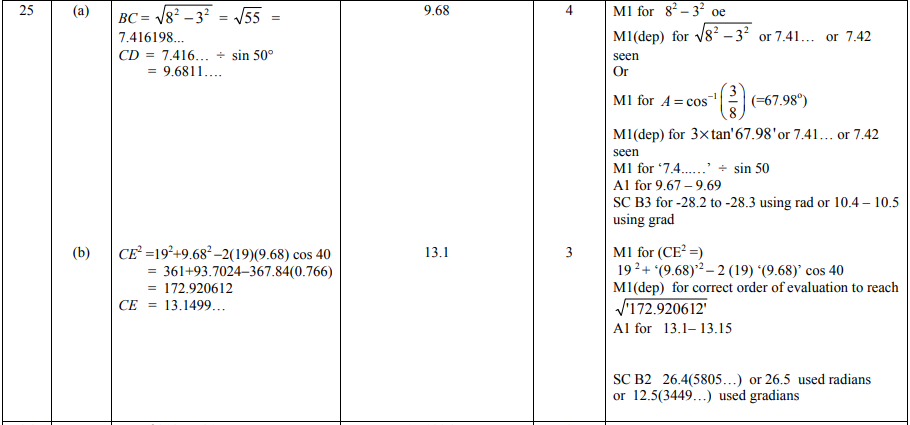 25 (a) BC = √8² – 3² = √55 = 9.68 4 M1 for 8² – 3² oe
7.416198... M1(dep) for √8² – 3² or 7.41… or 7.42
CD = 7.416… ÷ sin 50° seen
= 9.6811…. Or
M1 for A = cos⁻¹(3/8) (=67.98°)
M1(dep) for 3×tan'67.98' or 7.41… or 7.42
seen
M1 for ‘7.4...…’ ÷ sin 50
A1 for 9.67 – 9.69
SC B3 for -28.2 to -28.3 using rad or 10.4 – 10.5
using grad
(b) CE² =19²+9.68²–2(19)(9.68) cos 40 13.1 3 M1 for (CE² =)
= 361+93.7024–367.84(0.766) 19 ²+ ‘(9.68)’² – 2 (19) ‘(9.68)’ cos 40
= 172.920612 M1(dep) for correct order of evaluation to reach
CE = 13.1499… √'172.920612'
A1 for 13.1– 13.15
SC B2 26.4(5805…) or 26.5 used radians
or 12.5(3449…) used gradians